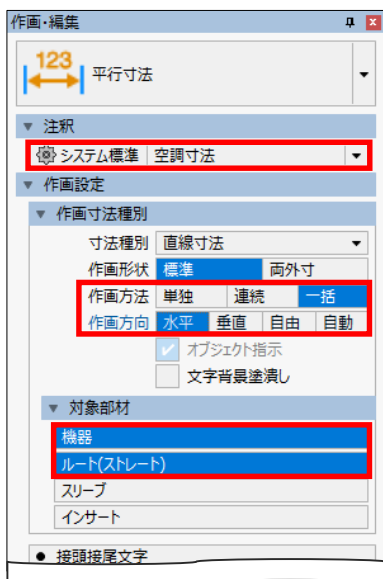 作画・編集
123
平行寸法
▼ 注釈
システム標準 空調寸法
▼ 作画設定
▼ 作画寸法種別
寸法種別 直線寸法
作画形状 標準 両外寸
作画方法 単独 連続 一括
作画方向 水平 垂直 自由 自動
オブジェクト指示
文字背景塗潰し
▼ 対象部材
機器
ルート(ストレート)
スリーブ
インサート
● 接頭接尾文字